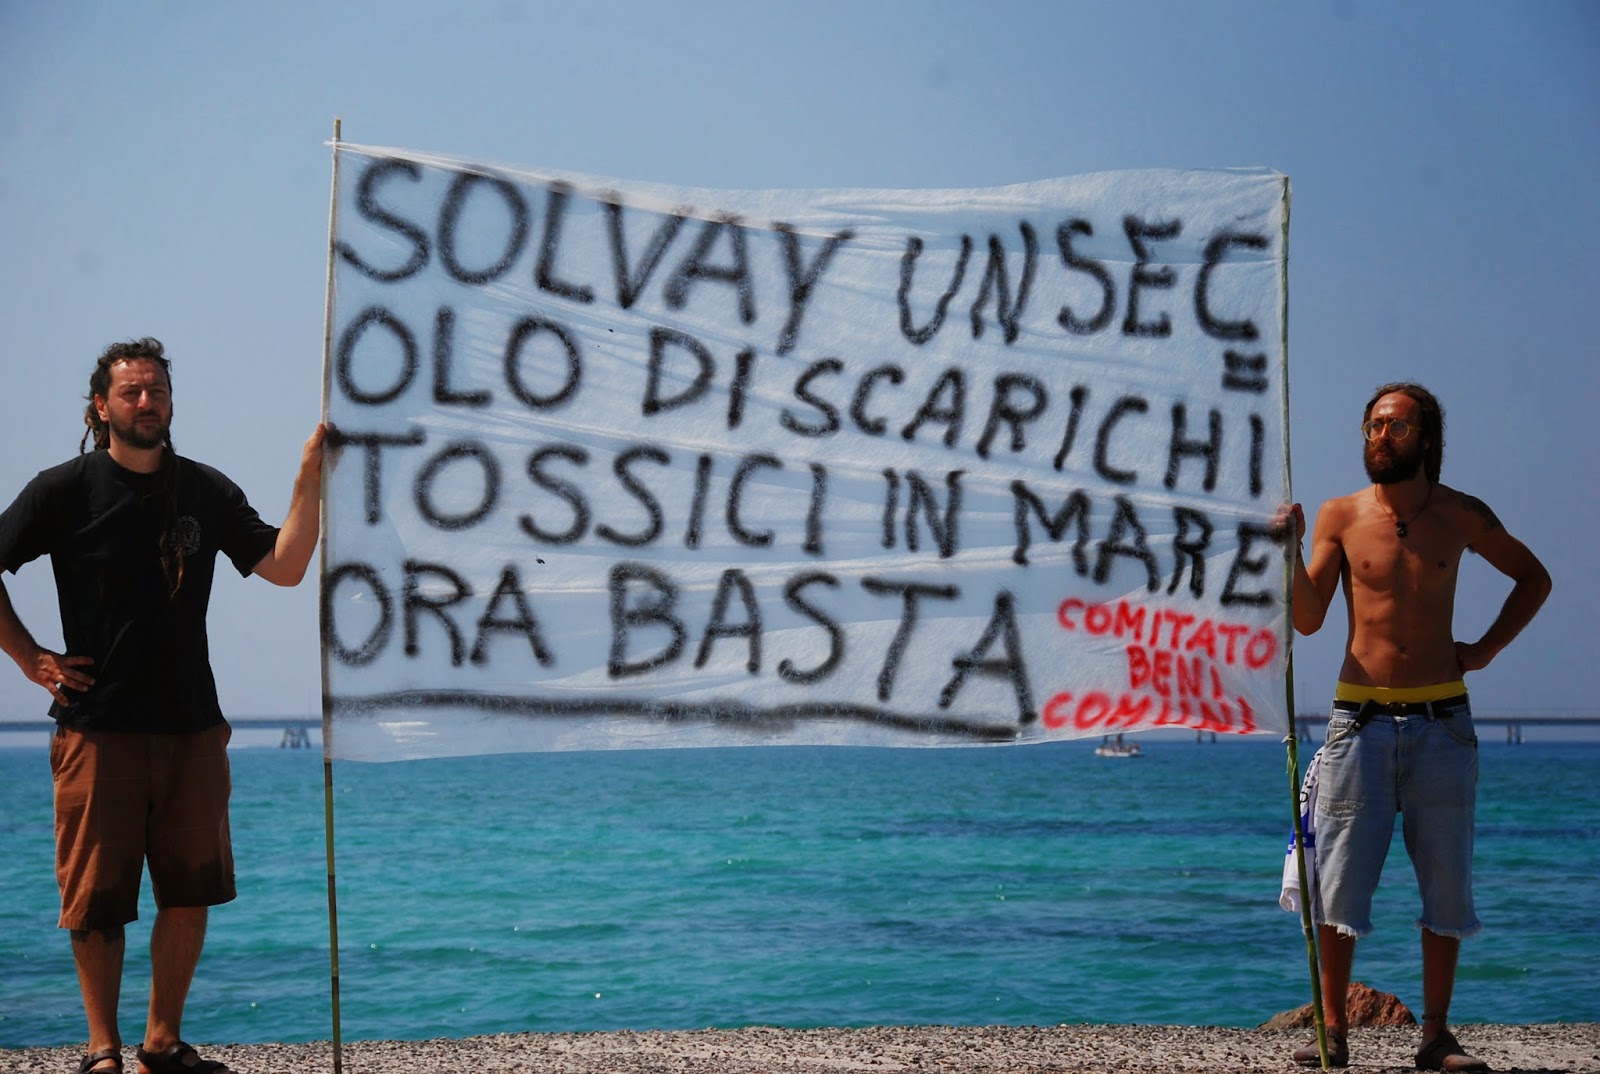 SOLVAY UN SEC=
OLO DI SCARICHI
TOSSICI IN MARE
ORA BASTA
COMITATO
BENI
COMUNI